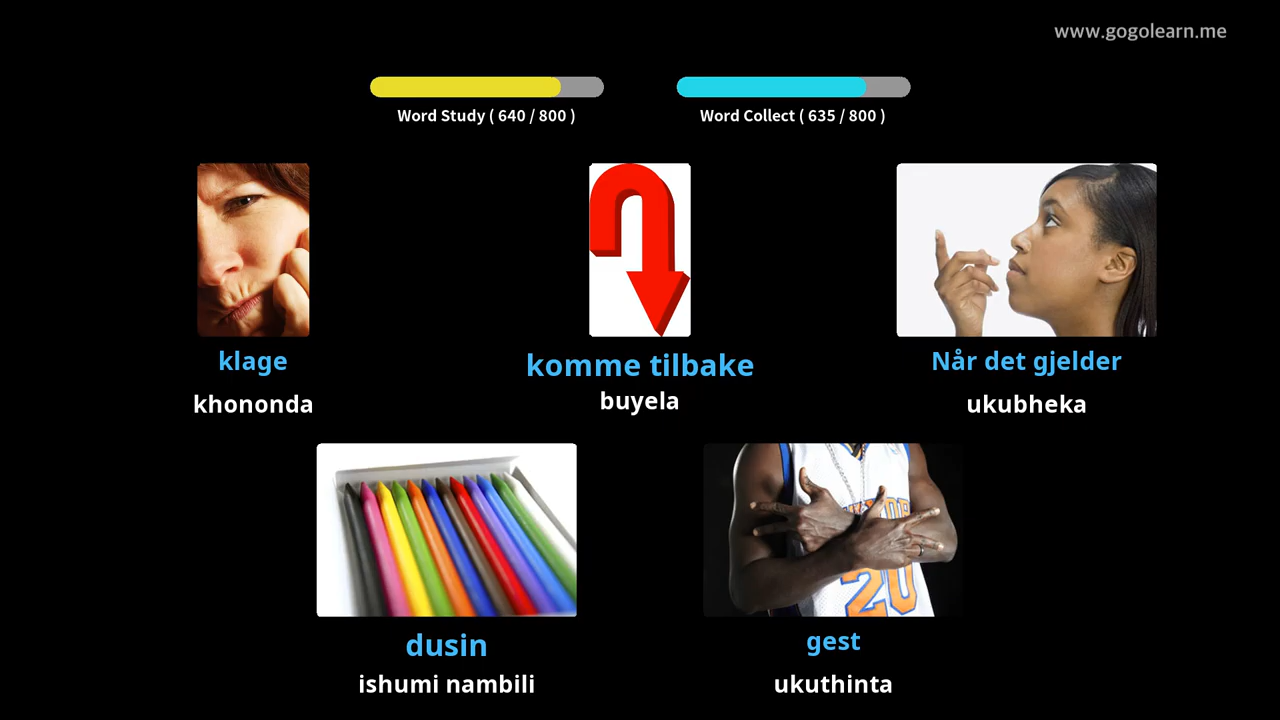 www.gogolearn.me
Word Study ( 640 / 800 )
Word Collect ( 635 / 800 )
klage
komme tilbake
Når det gjelder
khononda
buyela
ukubheka
20
dusin
gest
ishumi nambili
ukuthinta